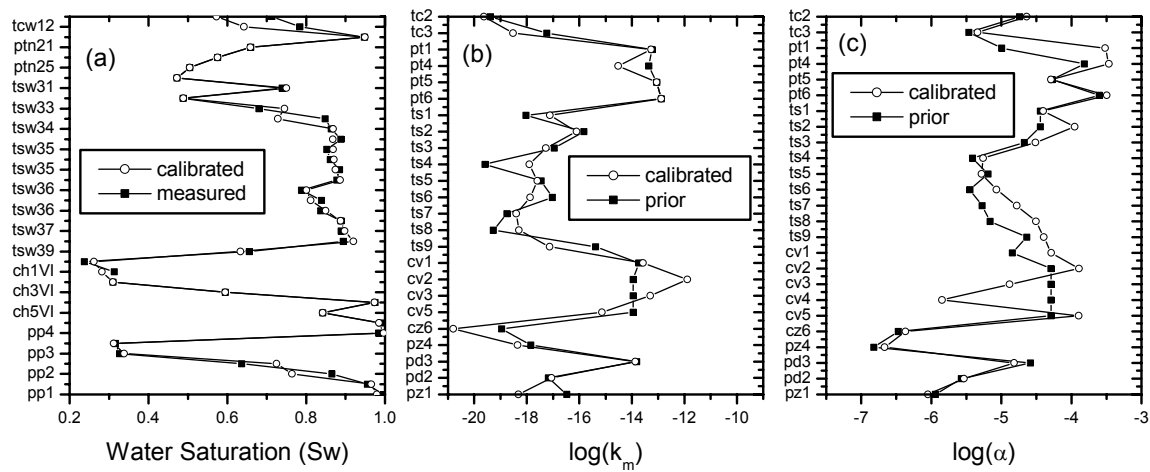 (a)
tcw12
ptn21
ptn25
tsw31
tsw33
tsw34
tsw35
tsw35
tsw36
tsw36
tsw37
tsw39
ch1VI
ch3VI
ch5VI
pp4
pp3
pp2
pp1
calibrated
measured
0.2 0.4 0.6 0.8 1.0
Water Saturation (Sw)
(b)
tc2
tc3
pt1
pt4
pt5
pt6
ts1
ts2
ts3
ts4
ts5
ts6
ts7
ts8
ts9
cv1
cv2
cv3
cv5
cz6
pz4
pd3
pd2
pz1
calibrated
prior
-20 -18 -16 -14 -12 -10
log(km)
(c)
tc2
tc3
pt1
pt4
pt5
pt6
ts1
ts2
ts3
ts4
ts5
ts6
ts7
ts8
ts9
cv1
cv2
cv3
cv4
cv5
cz6
pz4
pd3
pd2
pz1
calibrated
prior
-7 -6 -5 -4 -3
log(α)